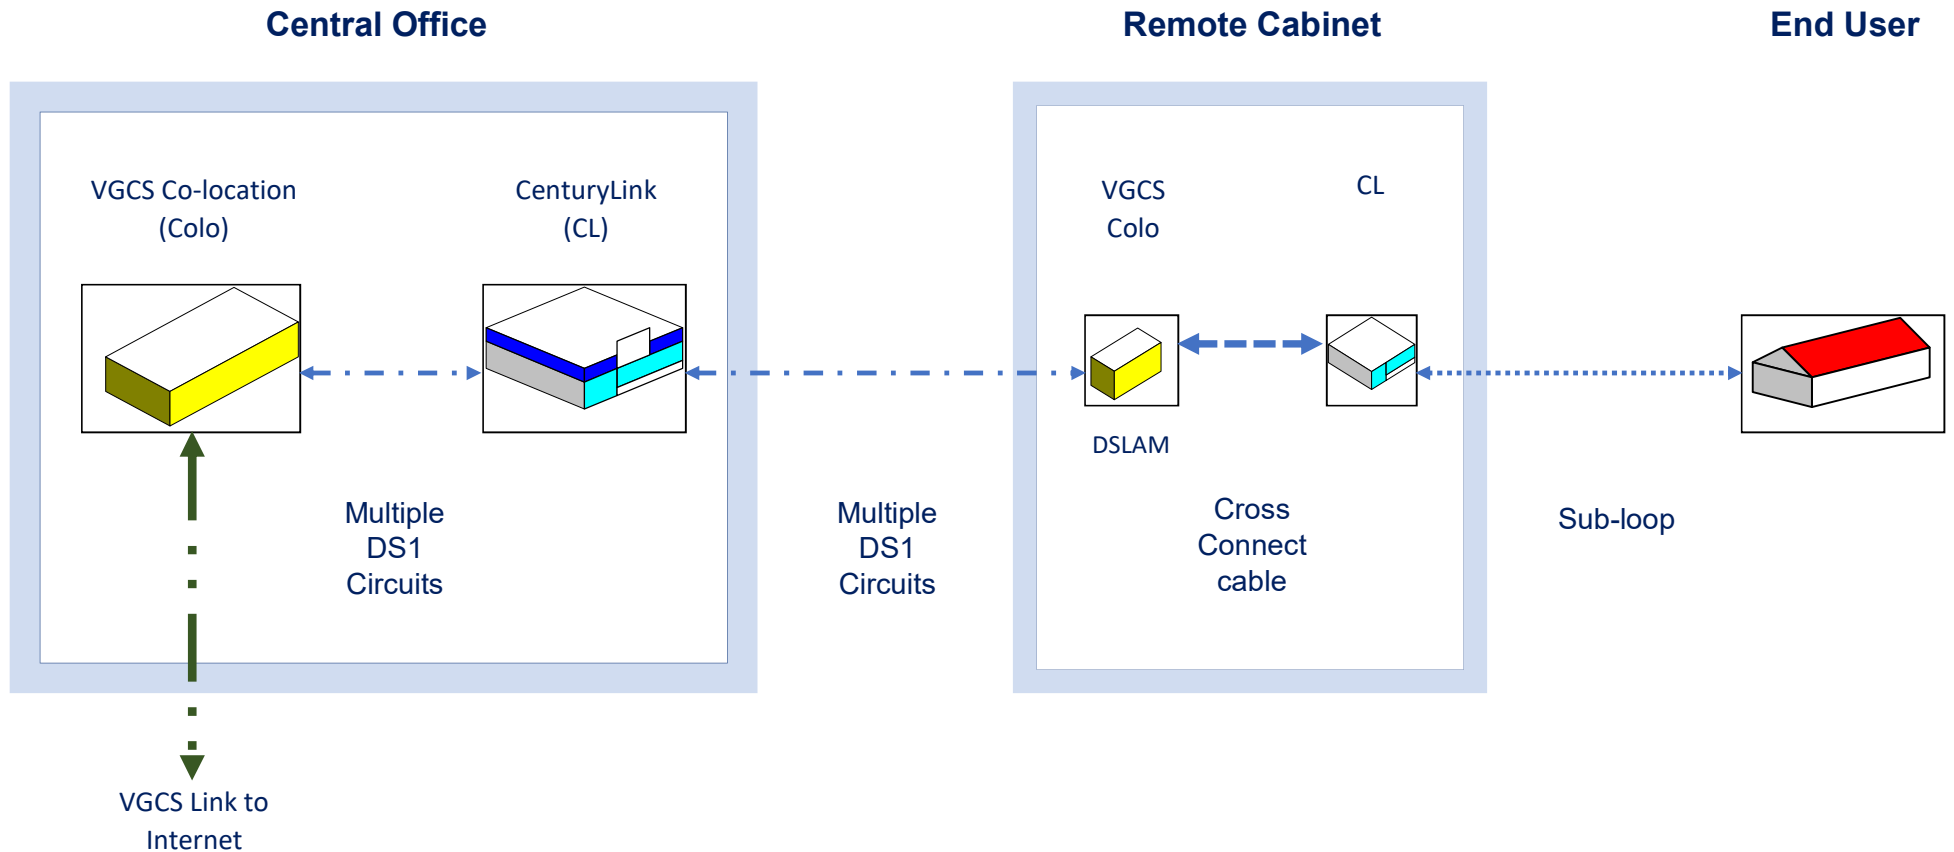 Central Office
Remote Cabinet
End User
VGCS Co-location
(Colo)
CenturyLink
(CL)
VGCS
Colo
CL
DSLAM
Multiple
DS1
Circuits
Multiple
DS1
Circuits
Cross
Connect
cable
Sub-loop
VGCS Link to
Internet